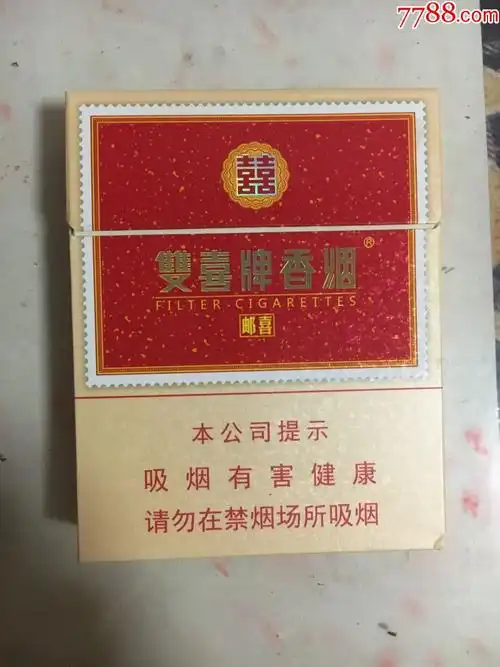 7788.com
囍
雙喜牌香烟®
FILTER CIGARETTES
邮喜
本公司提示
吸烟有害健康
请勿在禁烟场所吸烟